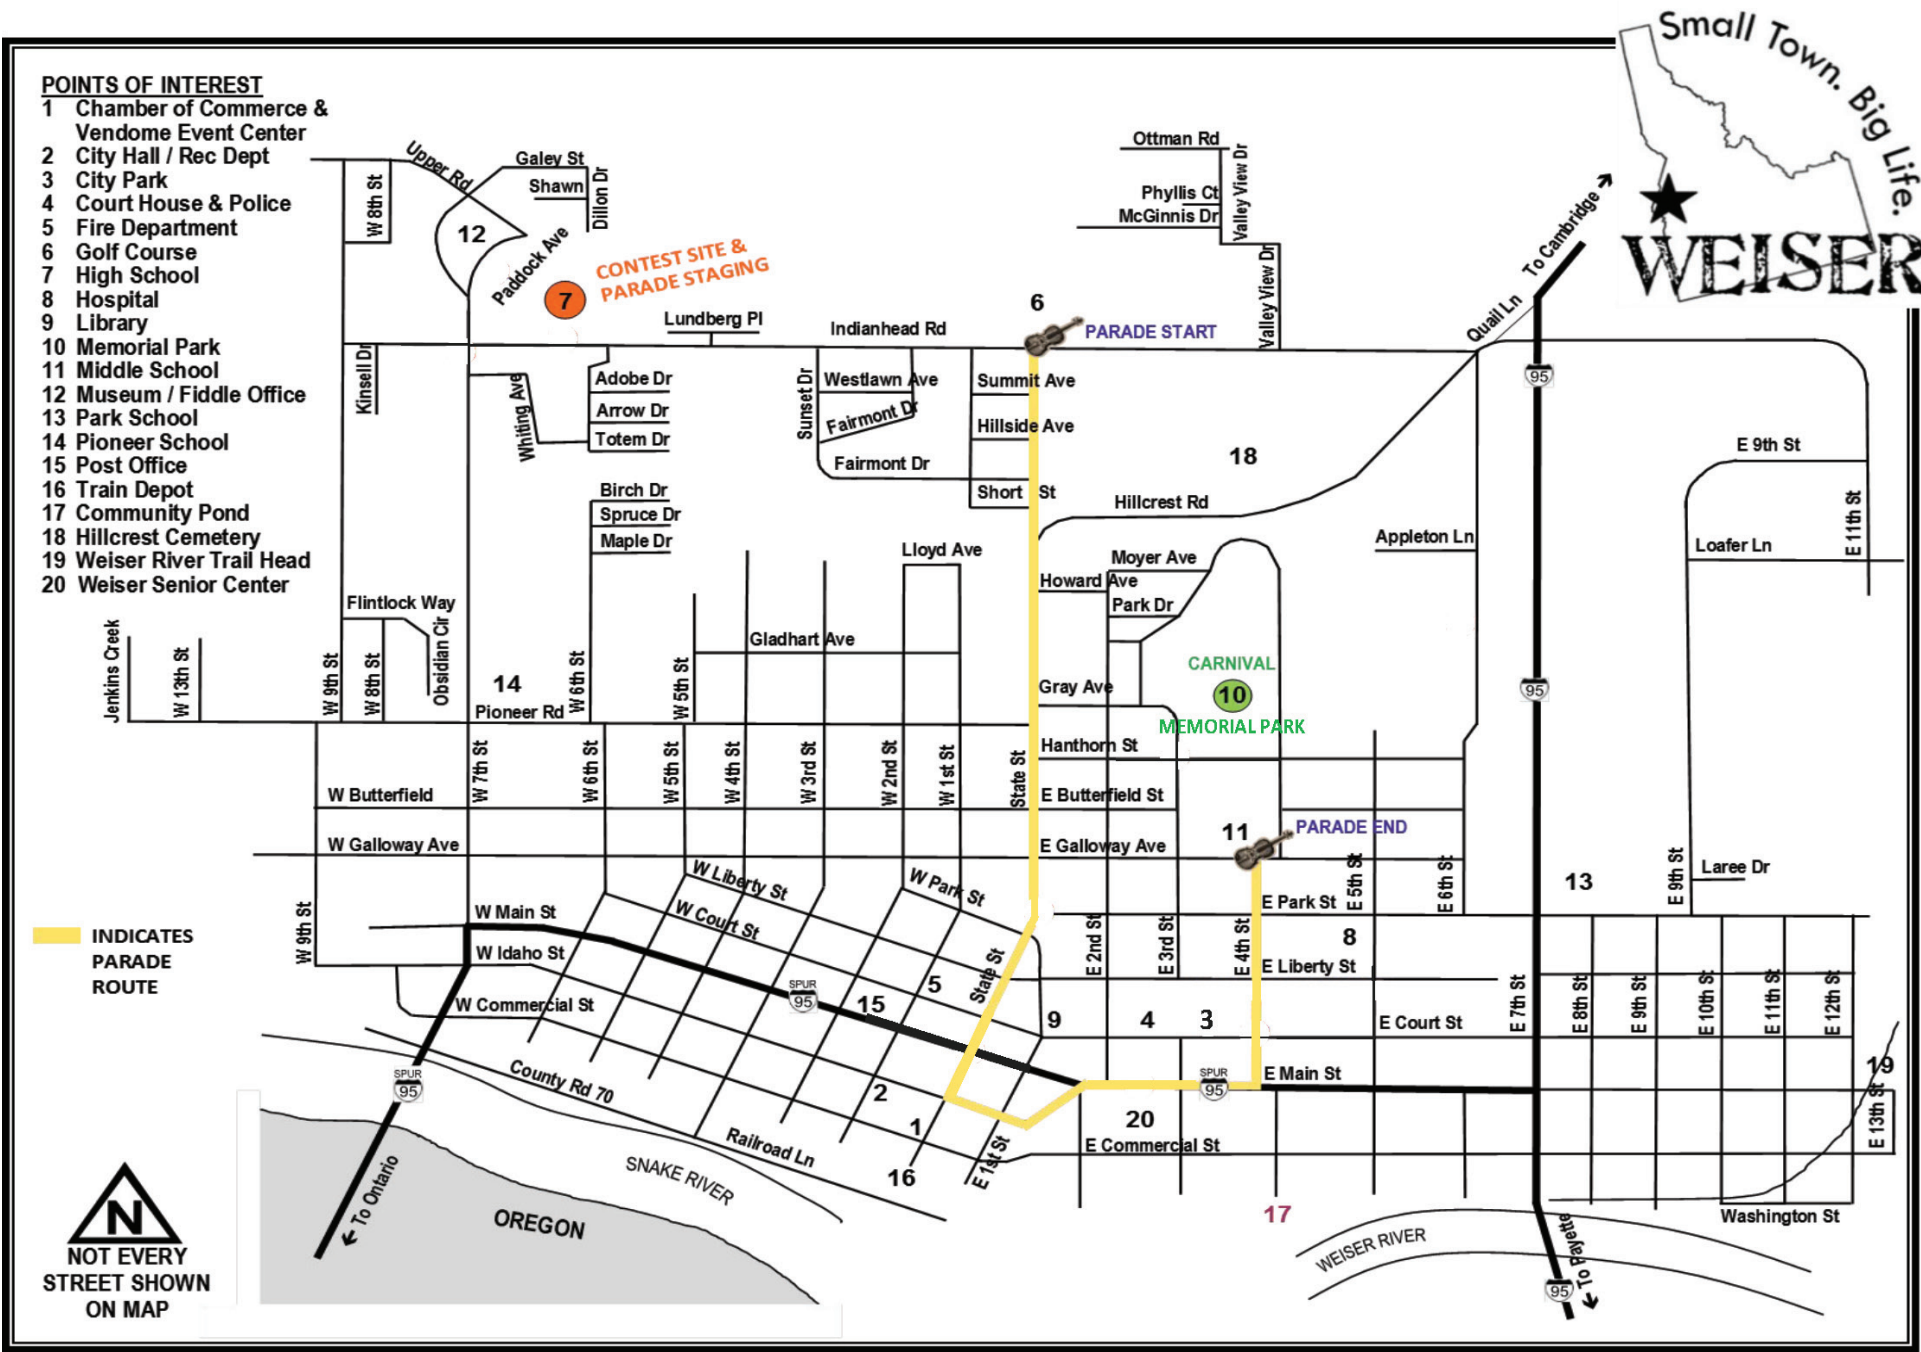 Small Town. Big Life.
WEISER
POINTS OF INTEREST
1 Chamber of Commerce &
Vendome Event Center
2 City Hall / Rec Dept
3 City Park
4 Court House & Police
5 Fire Department
6 Golf Course
7 High School
8 Hospital
9 Library
10 Memorial Park
11 Middle School
12 Museum / Fiddle Office
13 Park School
14 Pioneer School
15 Post Office
16 Train Depot
17 Community Pond
18 Hillcrest Cemetery
19 Weiser River Trail Head
20 Weiser Senior Center
Upper Rd
Galey St
Shawn
Dillon Dr
W 8th St
12
Paddock Ave
7
CONTEST SITE &
PARADE STAGING
Ottman Rd
Valley View Dr
Phyllis Ct
McGinnis Dr
Valley View Dr
To Cambridge
Quail Ln
Lundberg Pl
Indianhead Rd
6
PARADE START
95
Kinsell Dr
Whiting Ave
Adobe Dr
Arrow Dr
Totem Dr
Sunset Dr
Westlawn Ave
Fairmont Dr
Fairmont Dr
Summit Ave
Hillside Ave
Short St
18
Hillcrest Rd
E 9th St
E 11th St
Birch Dr
Spruce Dr
Maple Dr
Lloyd Ave
Moyer Ave
Howard Ave
Park Dr
Appleton Ln
Loafer Ln
Flintlock Way
Obsidian Cir
Jenkins Creek
W 13th St
W 9th St
W 8th St
14
Pioneer Rd
W 6th St
W 5th St
Gladhart Ave
Gray Ave
CARNIVAL
10
MEMORIAL PARK
95
Hanthorn St
W 7th St
W 6th St
W 5th St
W 4th St
W 3rd St
W 2nd St
W 1st St
State St
W Butterfield
E Butterfield St
W Galloway Ave
E Galloway Ave
11
PARADE END
W Liberty St
W Park St
W Court St
W Main St
W Idaho St
W Commercial St
W 9th St
E Park St
E 5th St
E 6th St
13
E 9th St
Laree Dr
INDICATES
PARADE
ROUTE
State St
E 2nd St
E 3rd St
E 4th St
8
E Liberty St
5
SPUR
95
15
9
4
3
E Court St
E 7th St
E 8th St
E 9th St
E 10th St
E 11th St
E 12th St
19
E 13th St
SPUR
95
County Rd 70
SPUR
95
E Main St
2
1
20
E Commercial St
E 1st St
16
Railroad Ln
SNAKE RIVER
OREGON
To Ontario
17
WEISER RIVER
Washington St
To Payette
95
N
NOT EVERY
STREET SHOWN
ON MAP